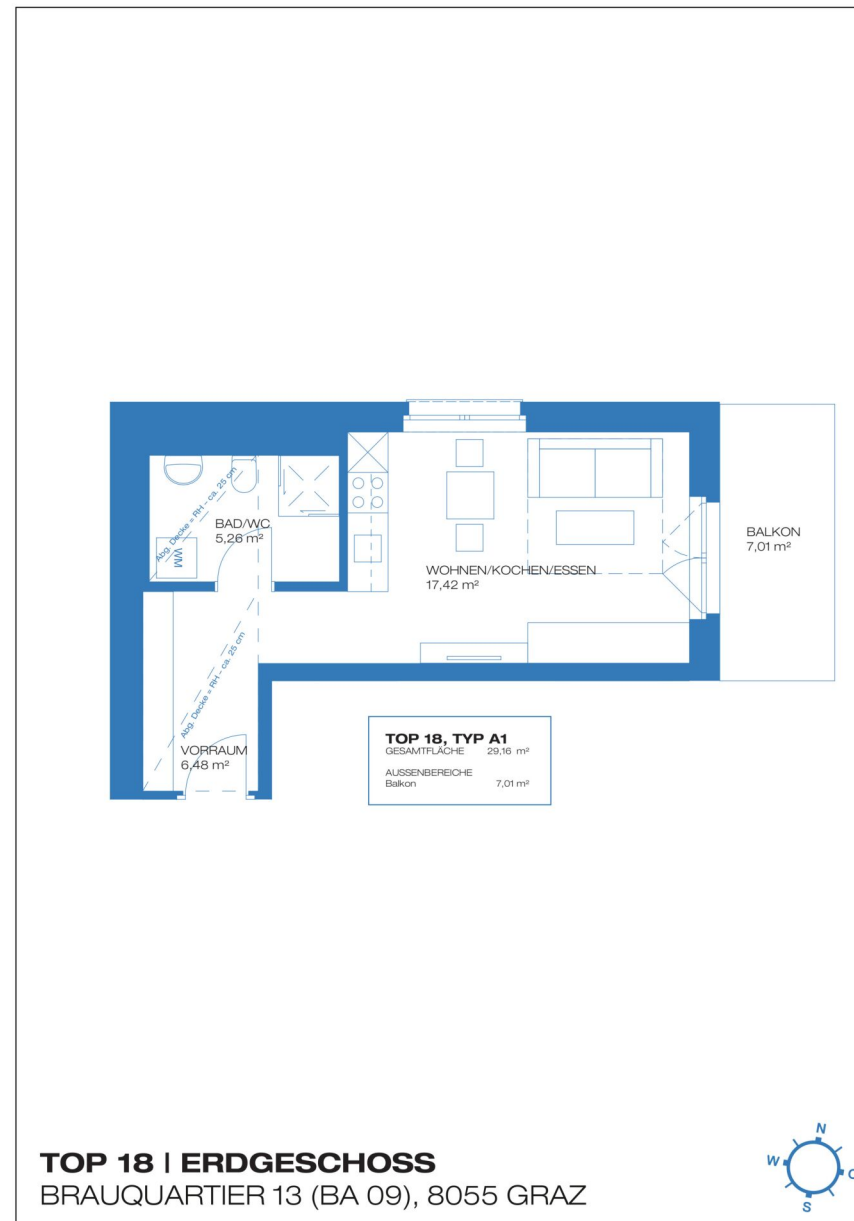 Abg. Decke = RH – ca. 25 cm
BAD/WC
5,26 m²
WM
WOHNEN/KOCHEN/ESSEN
17,42 m²
BALKON
7,01 m²
Abg. Decke = RH – ca. 25 cm
VORRAUM
6,48 m²
TOP 18, TYP A1
GESAMTFLÄCHE 29,16 m²
AUSSENBEREICHE
Balkon 7,01 m²
TOP 18 | ERDGESCHOSS
BRAUQUARTIER 13 (BA 09), 8055 GRAZ
N
W
O
S